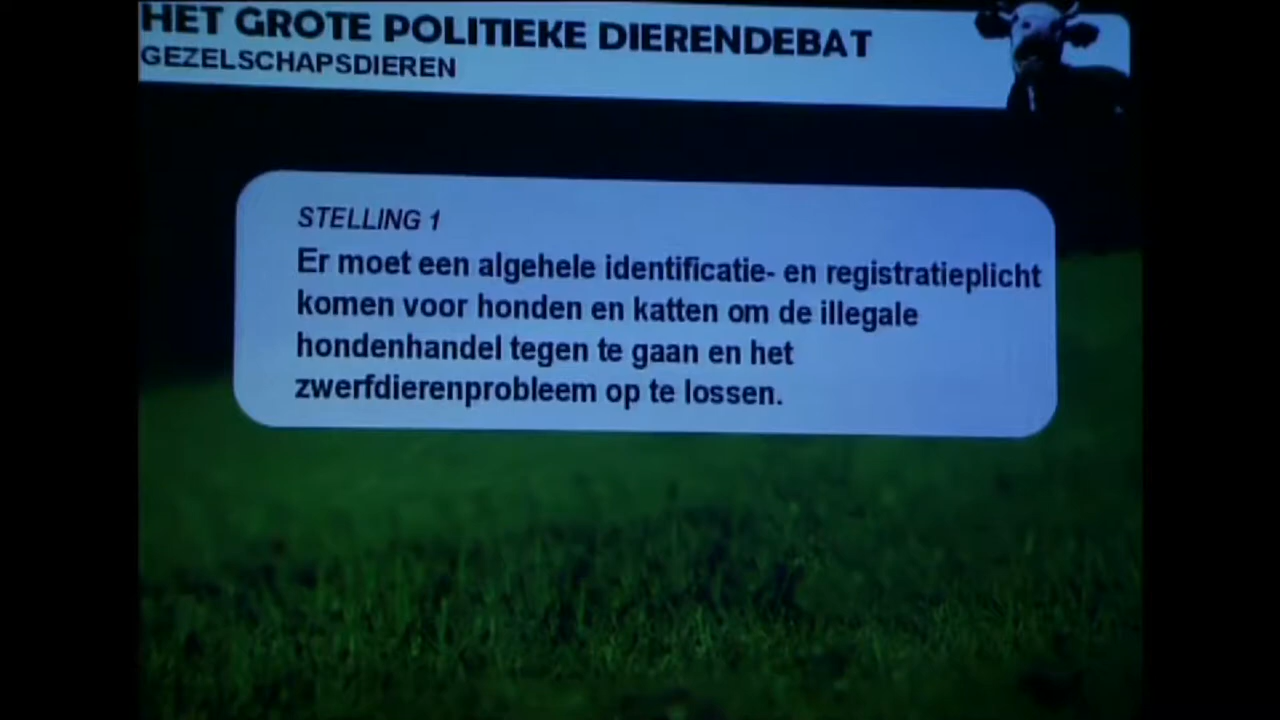 HET GROTE POLITIEKE DIERENDEBAT
GEZELSCHAPSDIEREN
STELLING 1
Er moet een algehele identificatie- en registratieplicht
komen voor honden en katten om de illegale
hondenhandel tegen te gaan en het
zwerfdierenprobleem op te lossen.